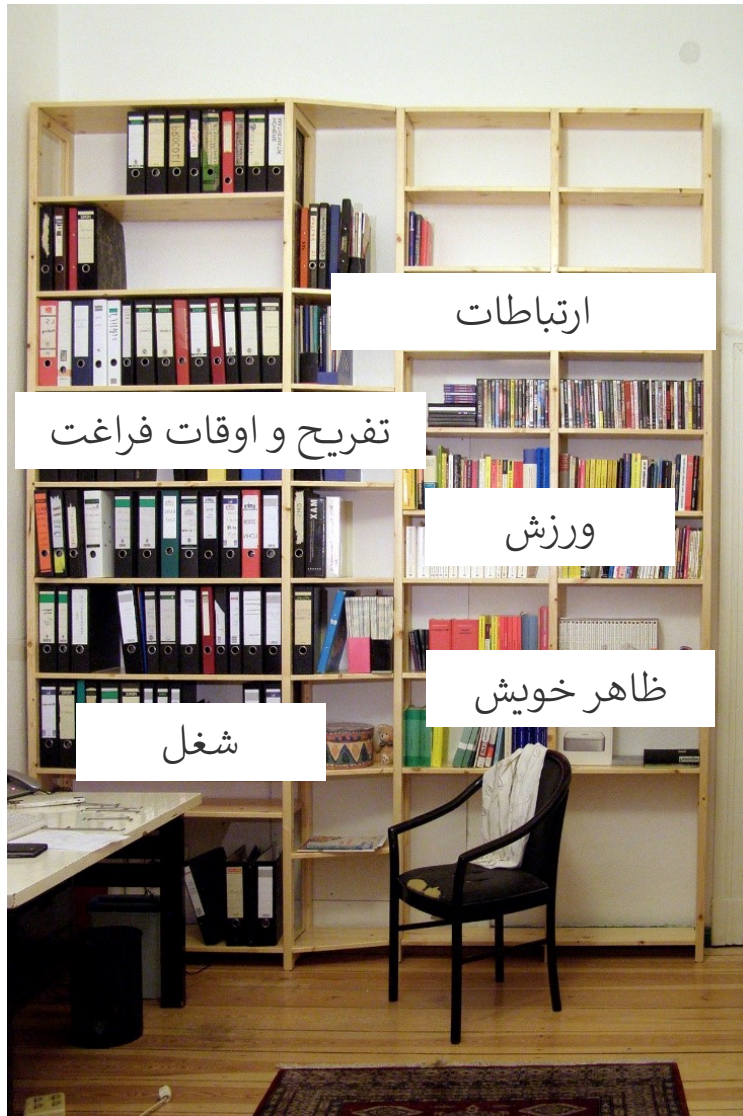 ارتباطات
تفریح و اوقات فراغت
ورزش
ظاهر خویش
شغل